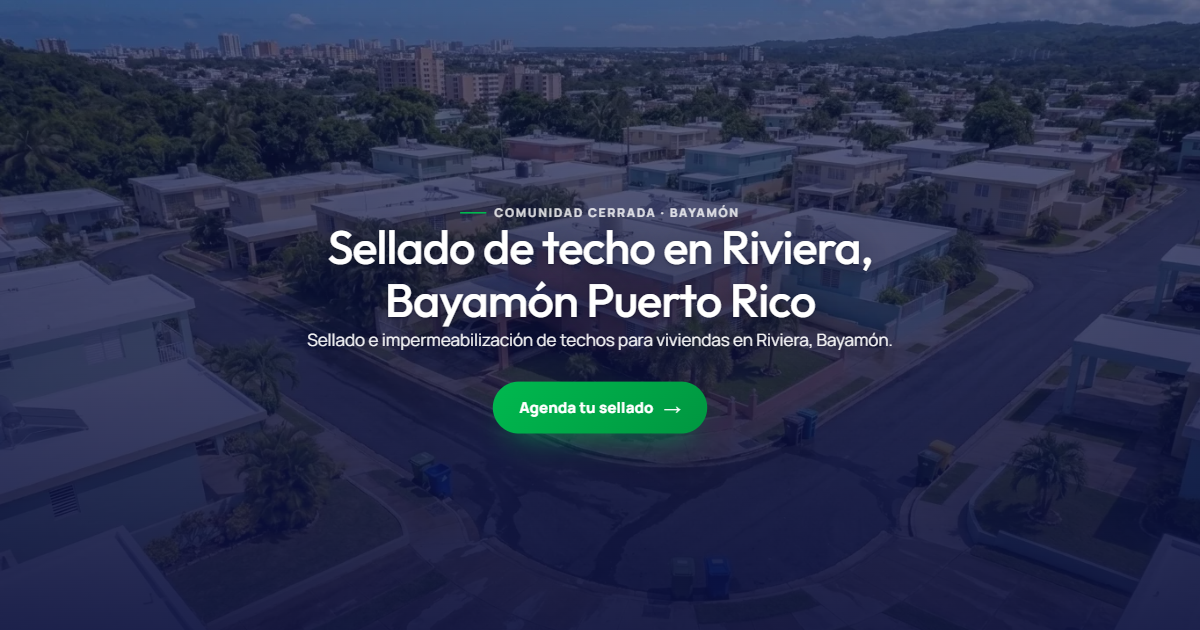 COMUNIDAD CERRADA · BAYAMÓN
Sellado de techo en Riviera,
Bayamón Puerto Rico
Sellado e impermeabilización de techos para viviendas en Riviera, Bayamón.
Agenda tu sellado →